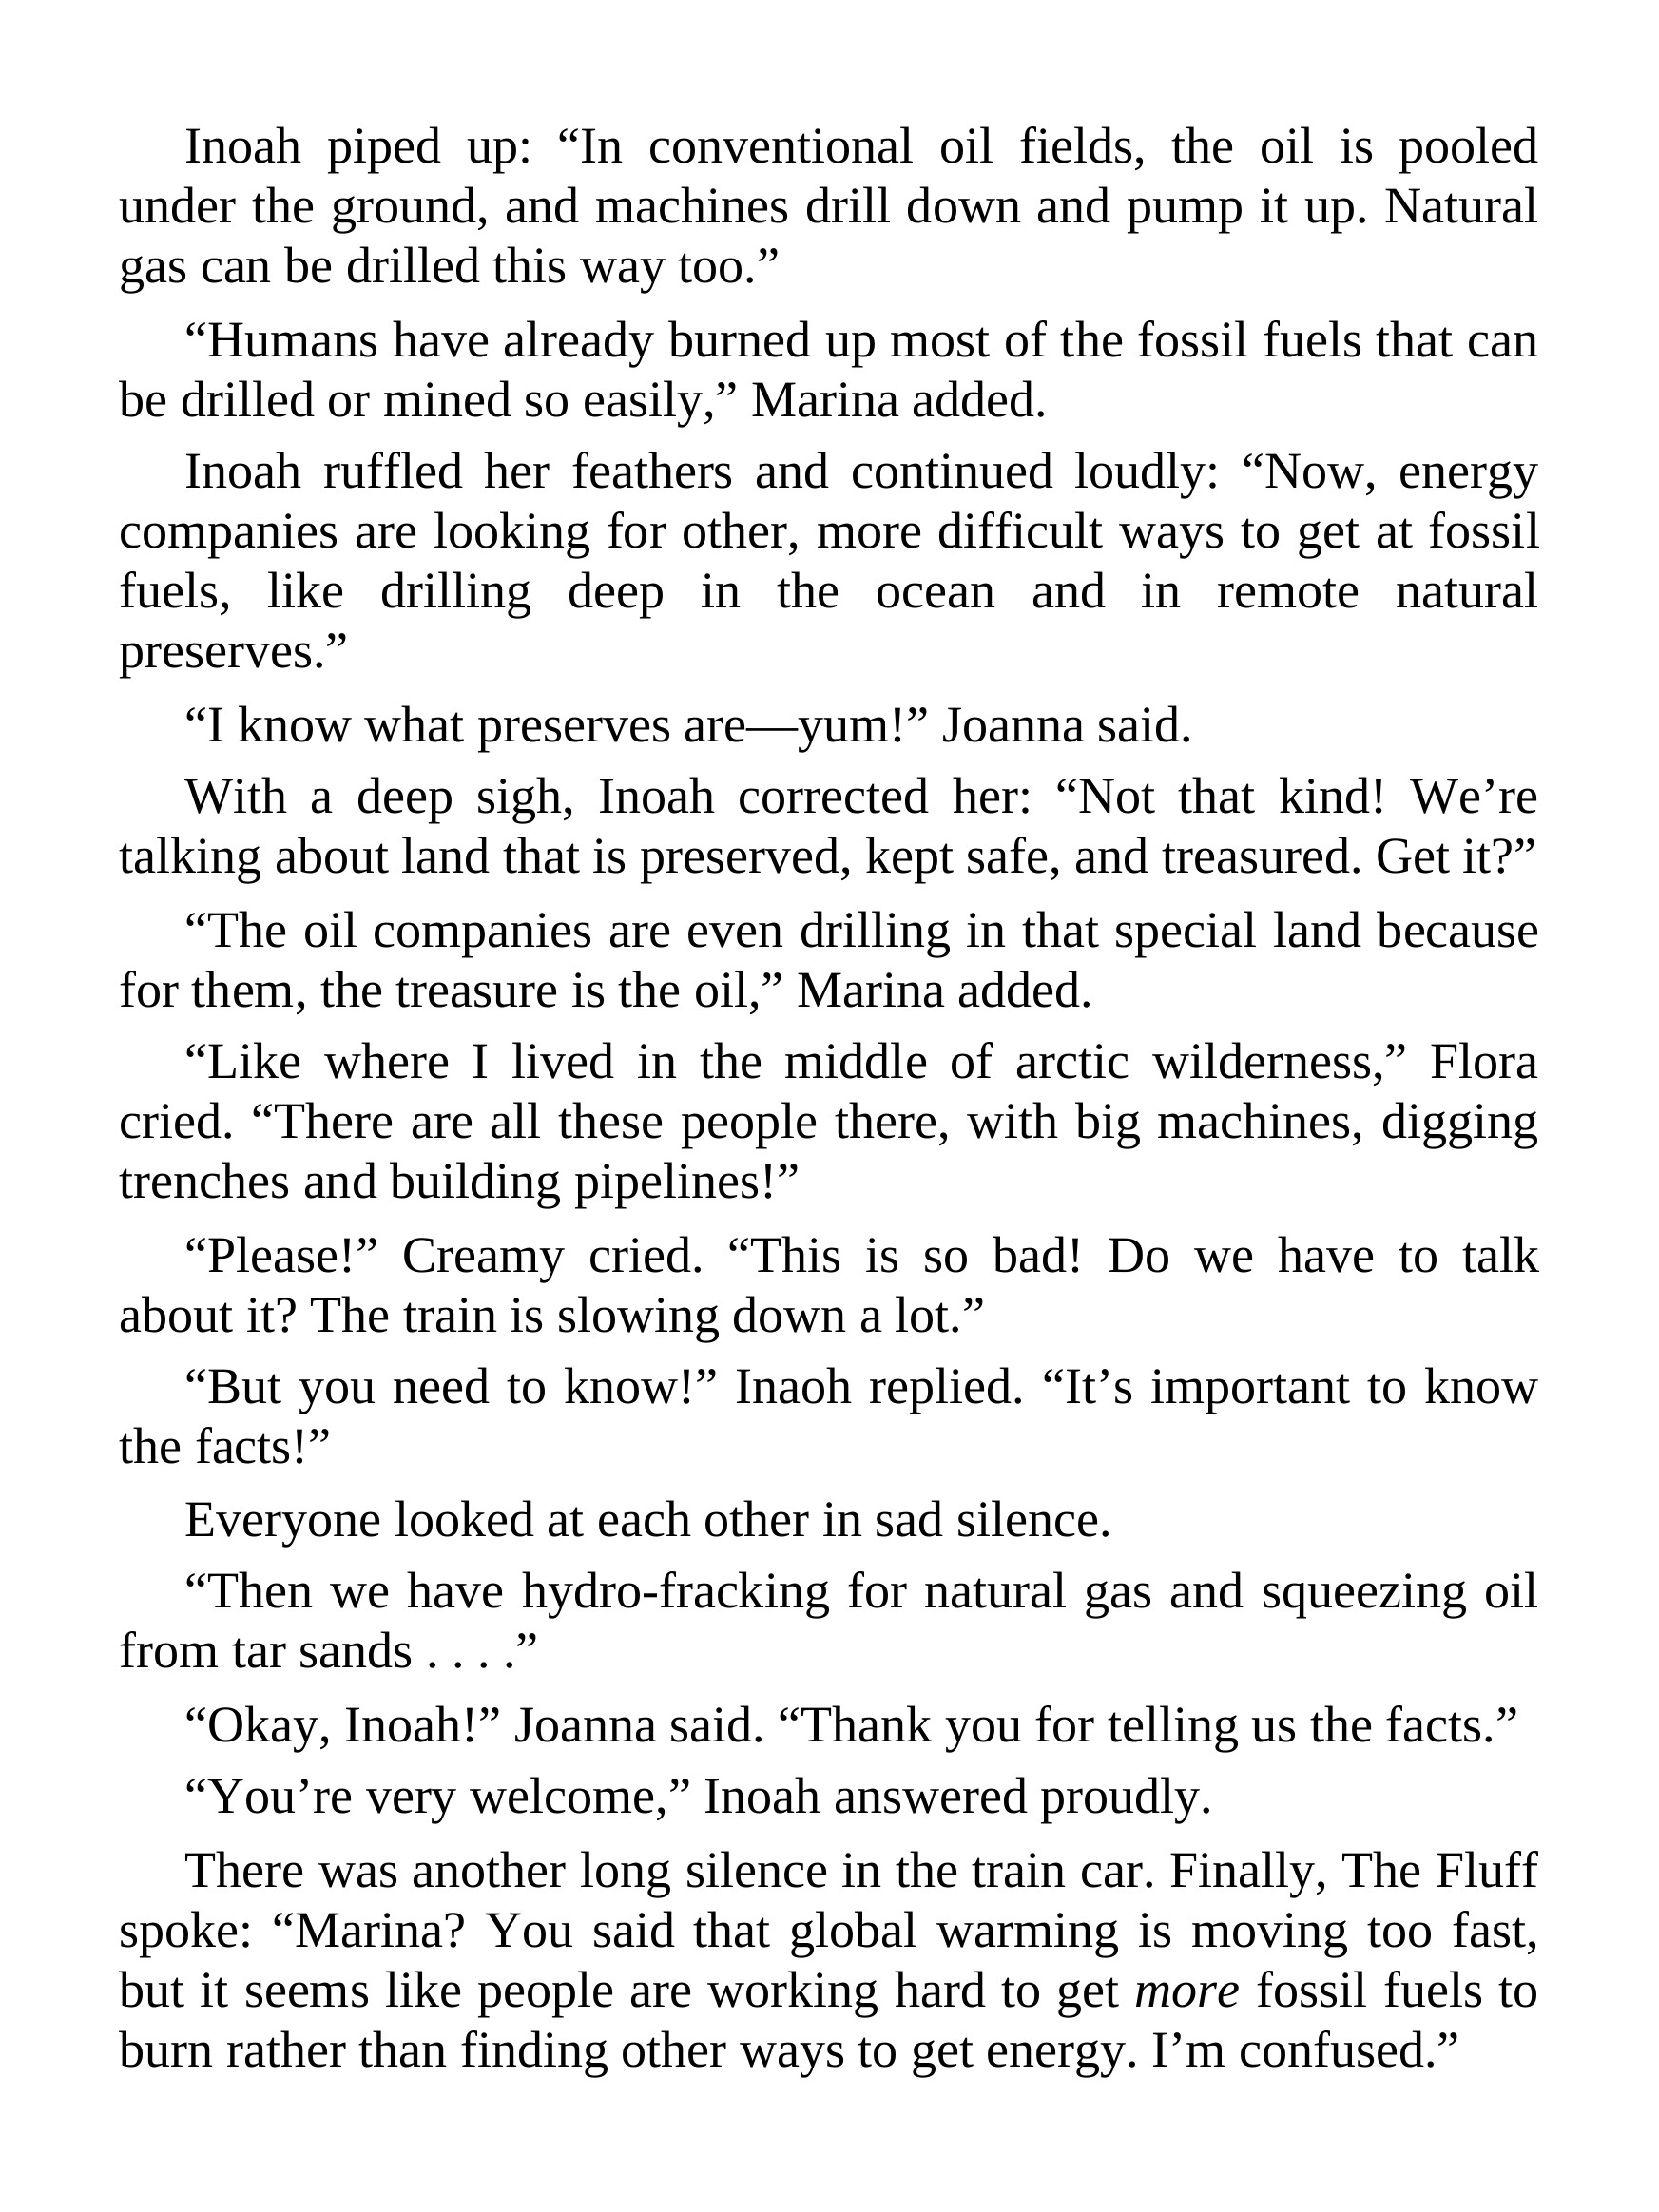 Inoah piped up: “In conventional oil fields, the oil is pooled
under the ground, and machines drill down and pump it up. Natural
gas can be drilled this way too.”
“Humans have already burned up most of the fossil fuels that can
be drilled or mined so easily,” Marina added.
Inoah ruffled her feathers and continued loudly: “Now, energy
companies are looking for other, more difficult ways to get at fossil
fuels, like drilling deep in the ocean and in remote natural
preserves.”
“I know what preserves are—yum!” Joanna said.
With a deep sigh, Inoah corrected her: “Not that kind! We’re
talking about land that is preserved, kept safe, and treasured. Get it?”
“The oil companies are even drilling in that special land because
for them, the treasure is the oil,” Marina added.
“Like where I lived in the middle of arctic wilderness,” Flora
cried. “There are all these people there, with big machines, digging
trenches and building pipelines!”
“Please!” Creamy cried. “This is so bad! Do we have to talk
about it? The train is slowing down a lot.”
“But you need to know!” Inaoh replied. “It’s important to know
the facts!”
Everyone looked at each other in sad silence.
“Then we have hydro-fracking for natural gas and squeezing oil
from tar sands . . . .”
“Okay, Inoah!” Joanna said. “Thank you for telling us the facts.”
“You’re very welcome,” Inoah answered proudly.
There was another long silence in the train car. Finally, The Fluff
spoke: “Marina? You said that global warming is moving too fast,
but it seems like people are working hard to get more fossil fuels to
burn rather than finding other ways to get energy. I’m confused.”